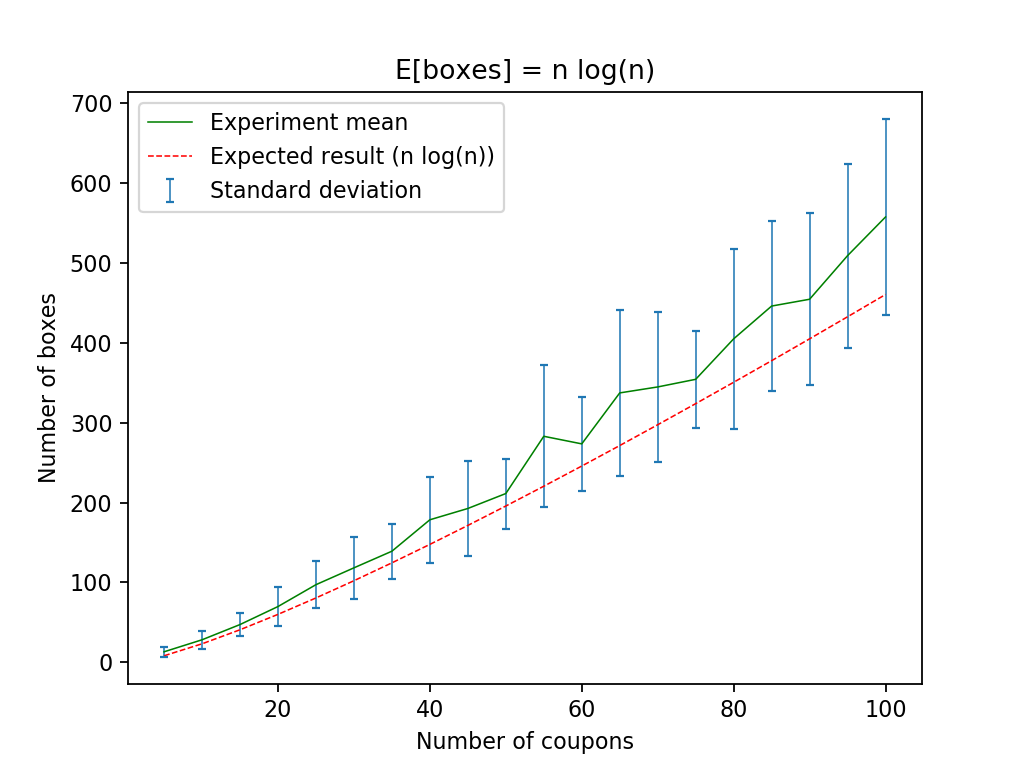 E[boxes] = n log(n)
700
600
500
400
300
200
100
0
Number of boxes
Experiment mean
Expected result (n log(n))
Standard deviation
20 40 60 80 100
Number of coupons